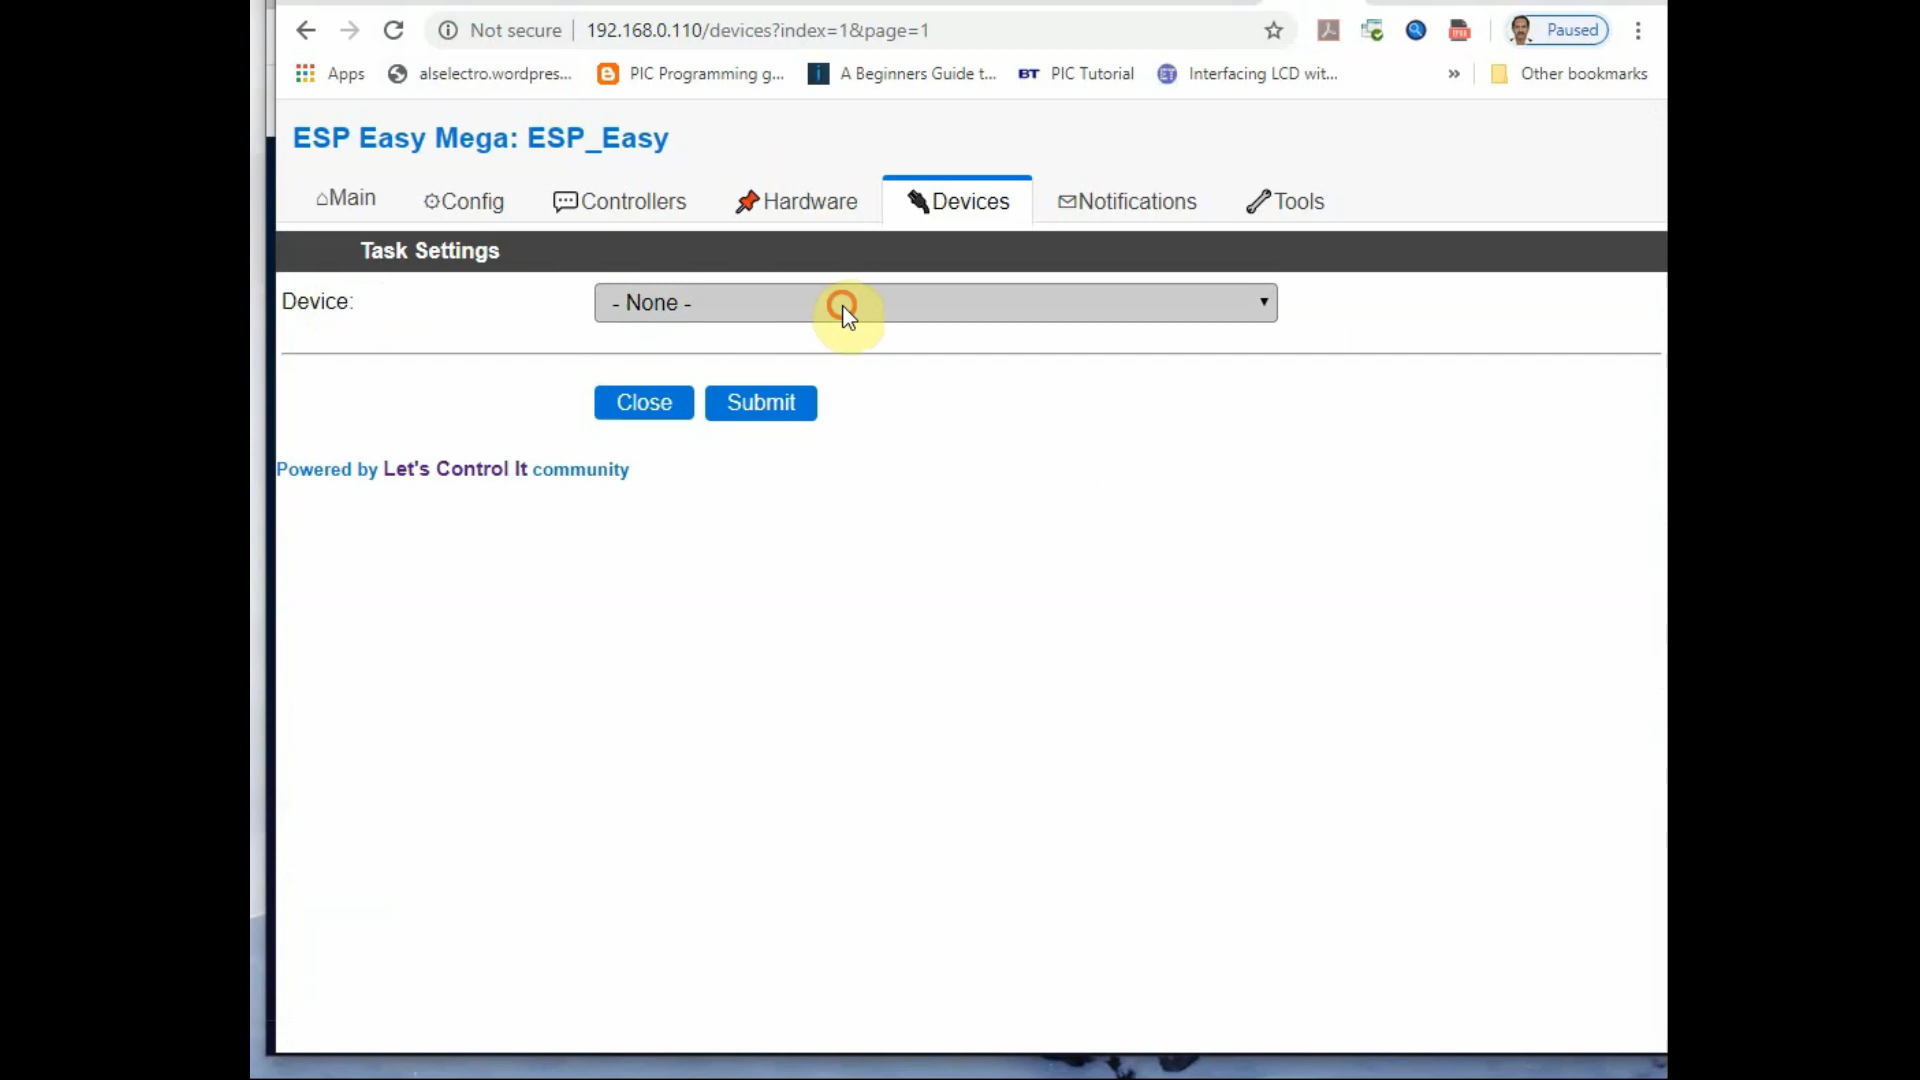 Not secure 192.168.0.110/devices?index=1&page=1 Paused
Apps alselectro.wordpres... PIC Programming g... A Beginners Guide t... BT PIC Tutorial ET Interfacing LCD wit... » Other bookmarks
ESP Easy Mega: ESP_Easy
Main Config Controllers Hardware Devices Notifications Tools
Task Settings
Device: - None -
Close Submit
Powered by Let's Control It community